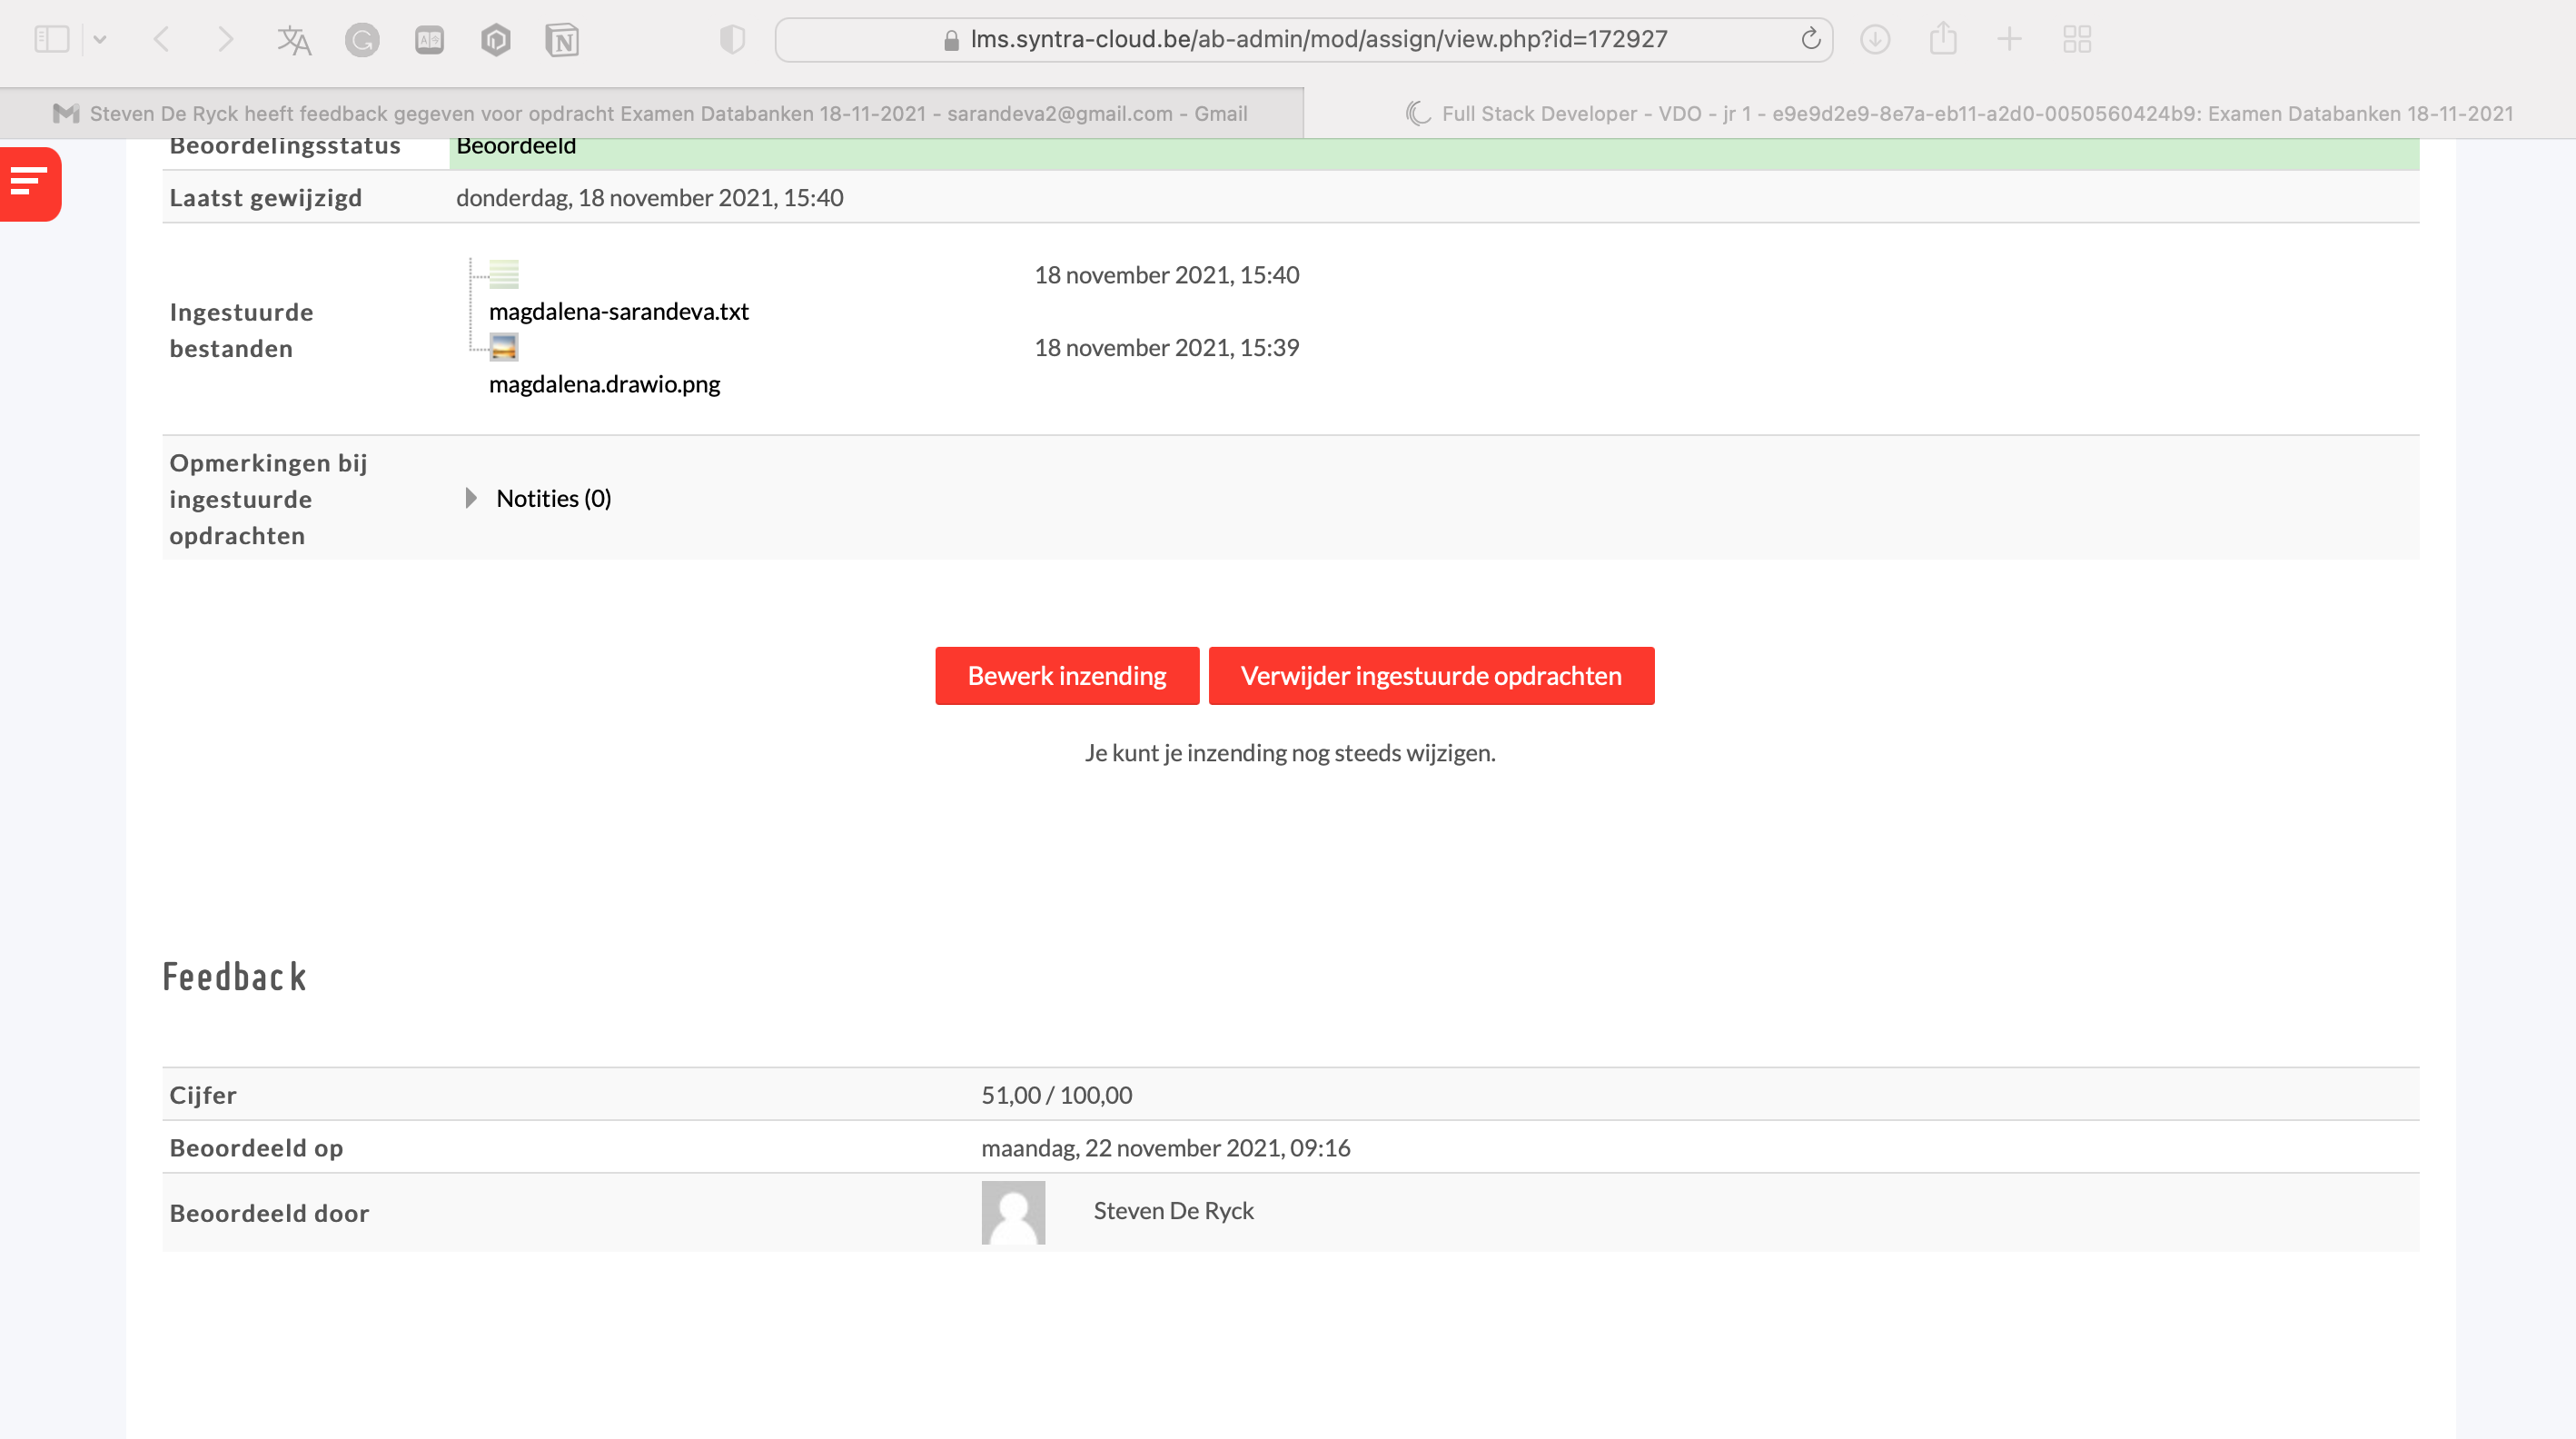 lms.syntra-cloud.be/ab-admin/mod/assign/view.php?id=172927
Steven De Ryck heeft feedback gegeven voor opdracht Examen Databanken 18-11-2021 - sarandeva2@gmail.com - Gmail
Full Stack Developer - VDO - jr 1 - e9e9d2e9-8e7a-eb11-a2d0-0050560424b9: Examen Databanken 18-11-2021
Beoordelingsstatus Beoordeeld
Laatst gewijzigd donderdag, 18 november 2021, 15:40
Ingestuurde
bestanden
18 november 2021, 15:40
magdalena-sarandeva.txt
18 november 2021, 15:39
magdalena.drawio.png
Opmerkingen bij
ingestuurde
opdrachten
Notities (0)
Bewerk inzending Verwijder ingestuurde opdrachten
Je kunt je inzending nog steeds wijzigen.
Feedback
Cijfer 51,00 / 100,00
Beoordeeld op maandag, 22 november 2021, 09:16
Beoordeeld door Steven De Ryck